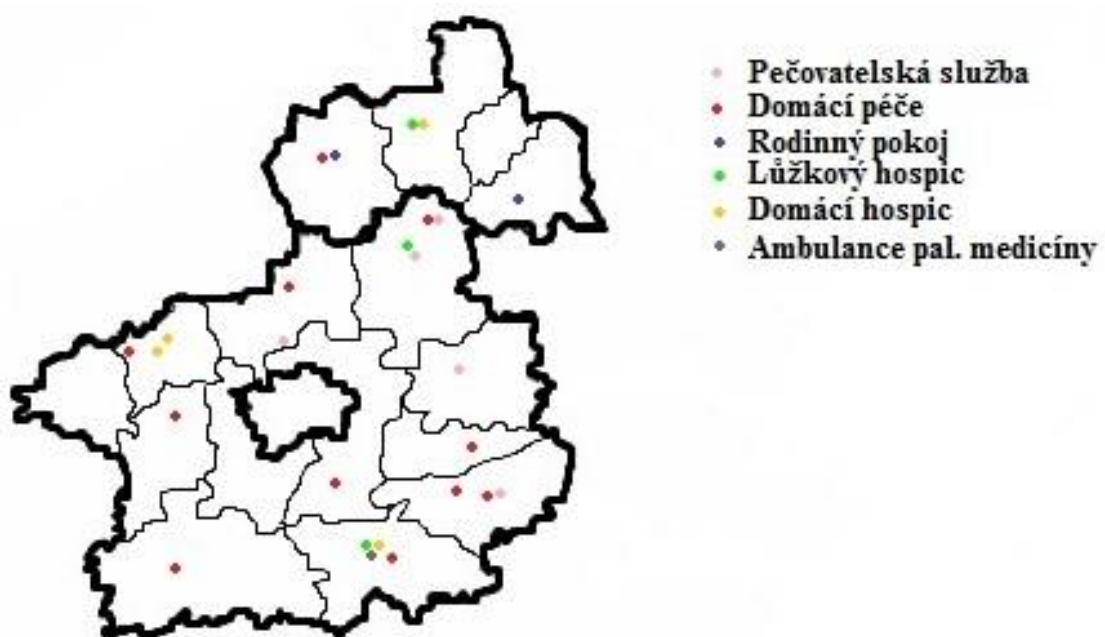 Pečovatelská služba
Domácí péče
Rodinný pokoj
Lůžkový hospic
Domácí hospic
Ambulance pal. medicíny